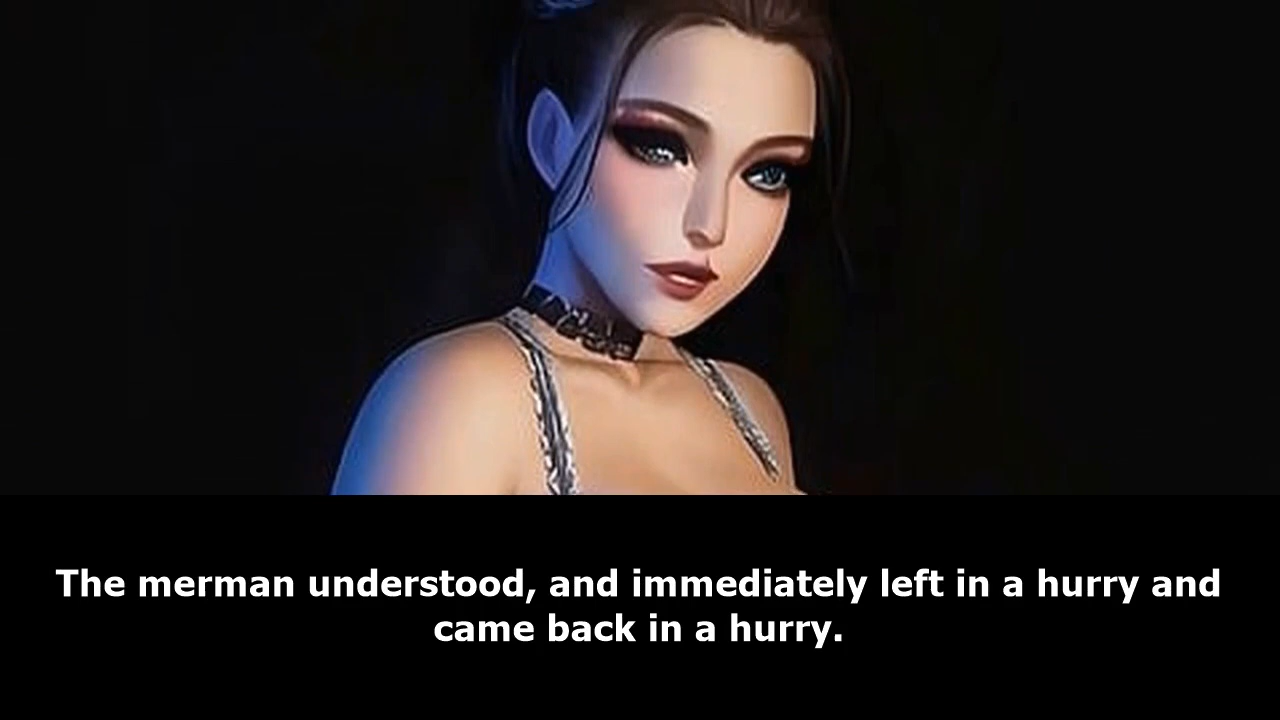 The merman understood, and immediately left in a hurry and
came back in a hurry.